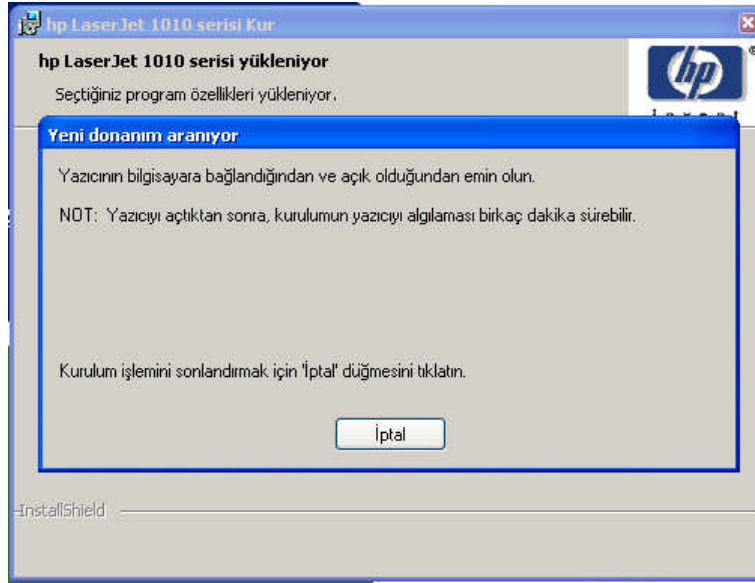 hp LaserJet 1010 serisi Kur
hp LaserJet 1010 serisi yükleniyor
Seçtiğiniz program özellikleri yükleniyor.
hp
®
i n v e n t
Yeni donanım aranıyor
Yazıcının bilgisayara bağlandığından ve açık olduğundan emin olun.
NOT: Yazıcıyı açtıktan sonra, kurulumun yazıcıyı algılaması birkaç dakika sürebilir.
Kurulum işlemini sonlandırmak için 'İptal' düğmesini tıklatın.
İptal
InstallShield